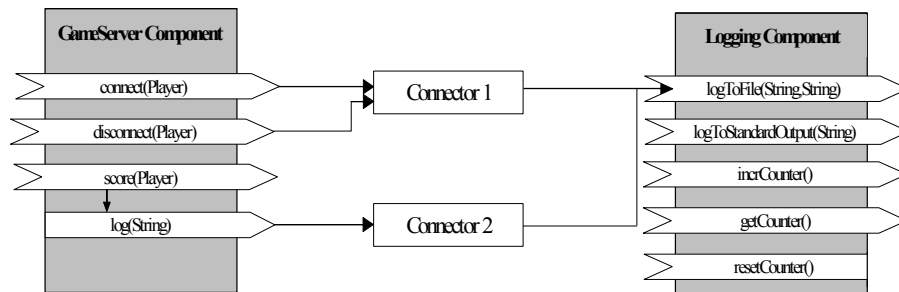 GameServer Component
connect(Player)
disconnect(Player)
score(Player)
log(String)
Connector 1
Connector 2
Logging Component
logToFile(String,String)
logToStandardOutput(String)
incrCounter()
getCounter()
resetCounter()